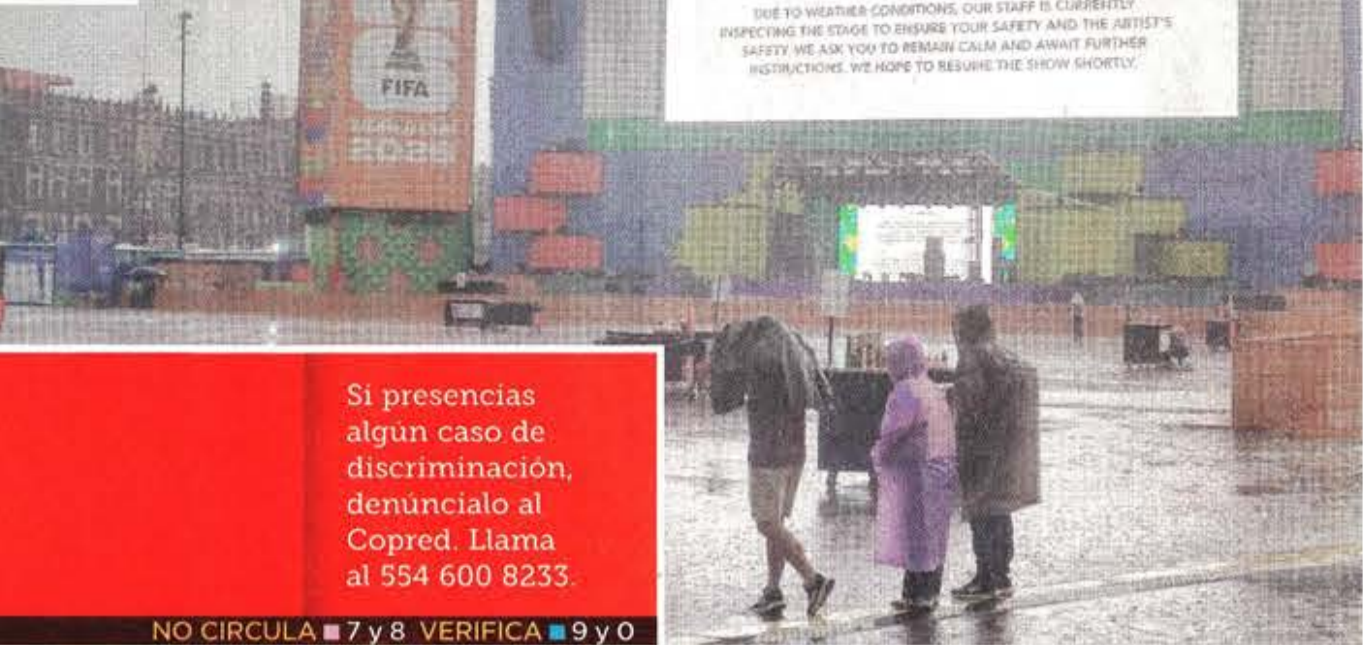 DUE TO WEATHER CONDITIONS, OUR STAFF IS CURRENTLY
INSPECTING THE STAGE TO ENSURE YOUR SAFETY AND THE ARTIST'S
SAFETY. WE ASK YOU TO REMAIN CALM AND AWAIT FURTHER
INSTRUCTIONS. WE HOPE TO RESUME THE SHOW SHORTLY.
FIFA
Si presencias
algún caso de
discriminación,
denúncialo al
Copred. Llama
al 554 600 8233.
NO CIRCULA 7 y 8 VERIFICA 9 y 0